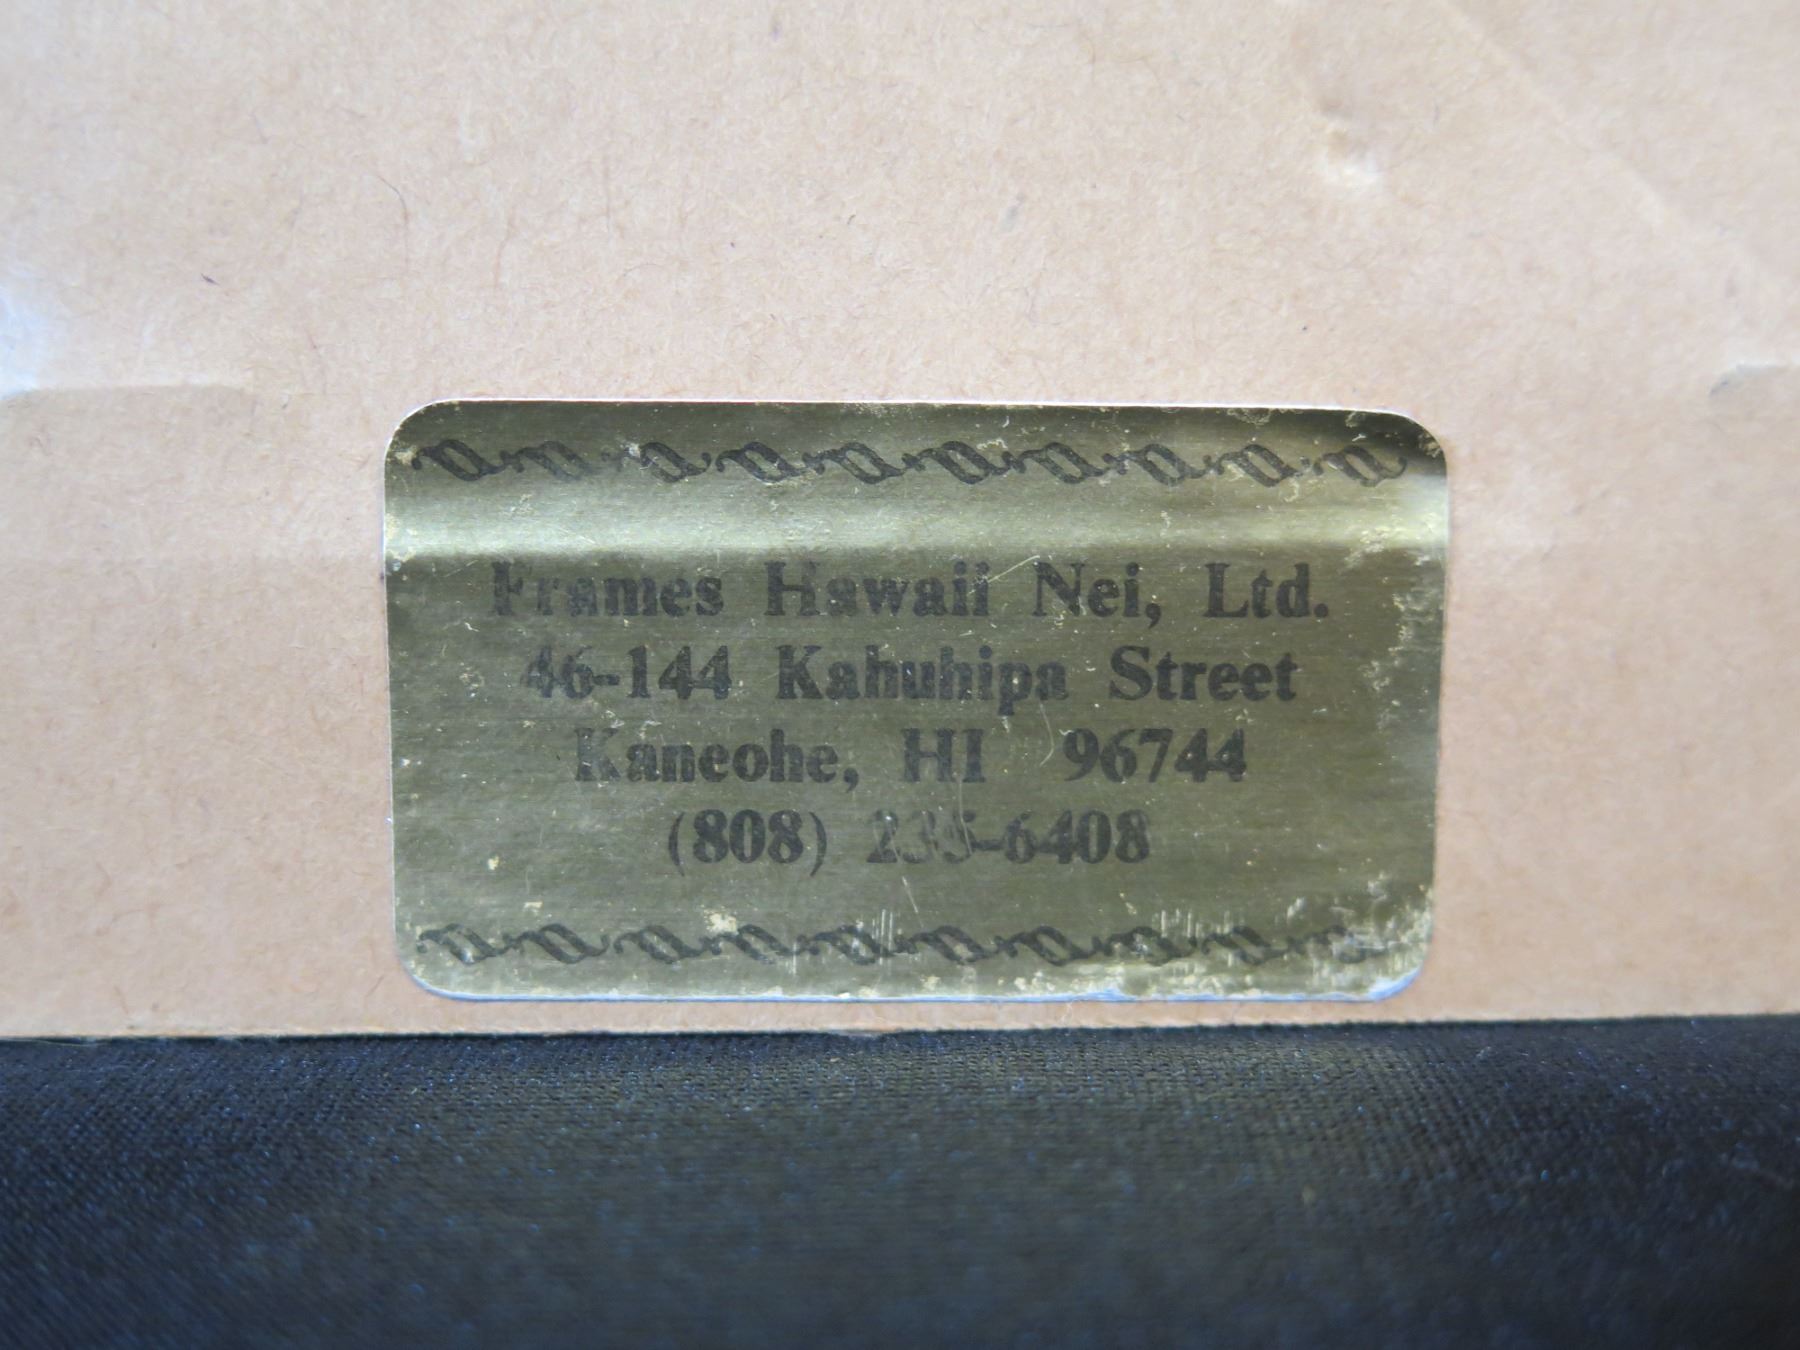 Frames Hawaii Nei, Ltd.
46-144 Kahuhipa Street
Kaneohe, HI 96744
(808) 235-6408